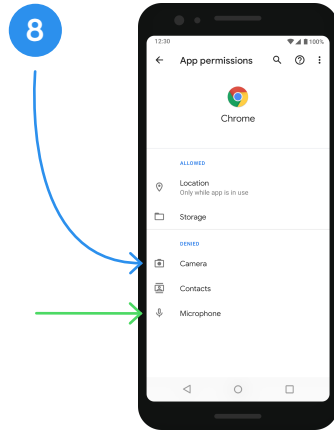 8
12:30
100%
App permissions
Chrome
ALLOWED
Location
Only while app is in use
Storage
DENIED
Camera
Contacts
Microphone